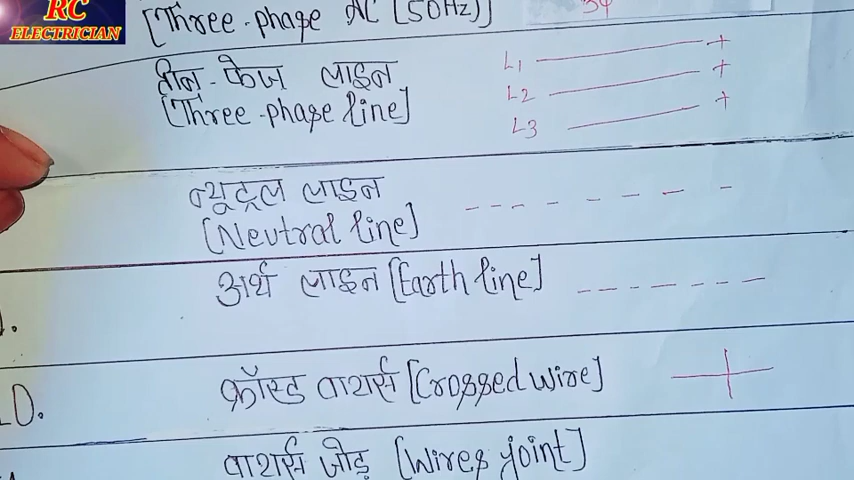 RC
ELECTRICIAN
[Three-phase AC [50Hz)]
3φ
तीन-फेज लाइन
[Three-phase line]
L1 +
L2 +
L3 +
न्यूट्रल लाइन
[Neutral line]
अर्थ लाइन [Earth line]
क्रॉस्ड वायर्स [Crossed wire]
D.
वायर्स जोड़ [Wires joint]